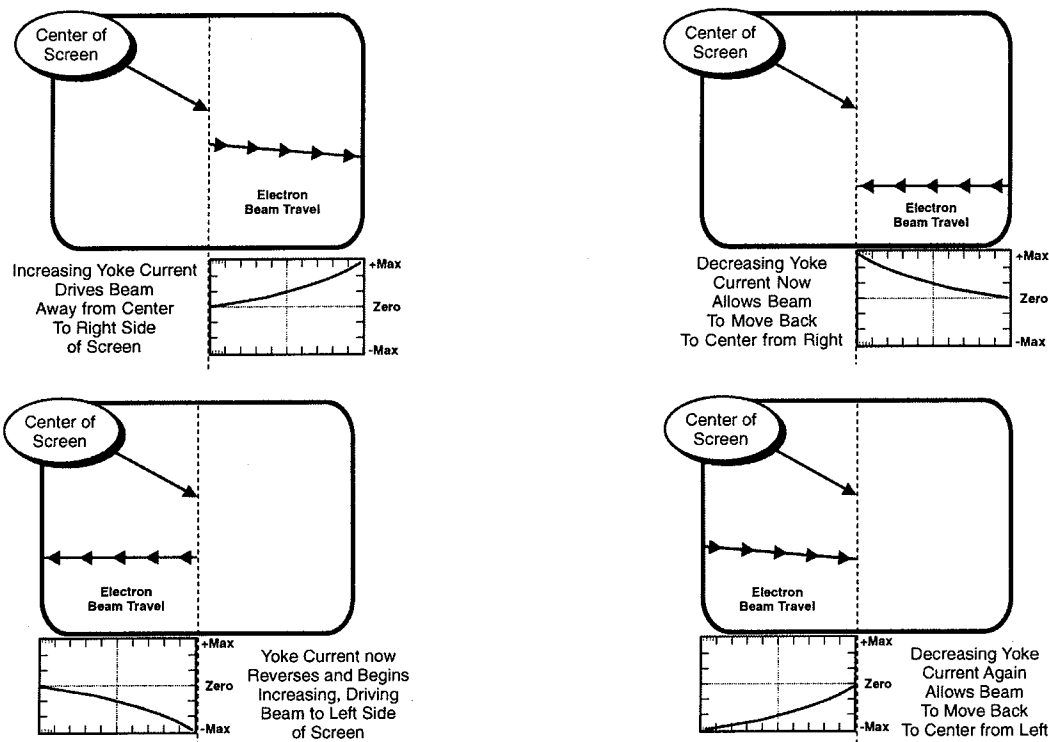 Center of
Screen
Electron
Beam Travel
Increasing Yoke Current
Drives Beam
Away from Center
To Right Side
of Screen
+Max
Zero
-Max
Center of
Screen
Electron
Beam Travel
Decreasing Yoke
Current Now
Allows Beam
To Move Back
To Center from Right
+Max
Zero
-Max
Center of
Screen
Electron
Beam Travel
+Max
Zero
-Max
Yoke Current now
Reverses and Begins
Increasing, Driving
Beam to Left Side
of Screen
Center of
Screen
Electron
Beam Travel
+Max
Zero
-Max
Decreasing Yoke
Current Again
Allows Beam
To Move Back
To Center from Left